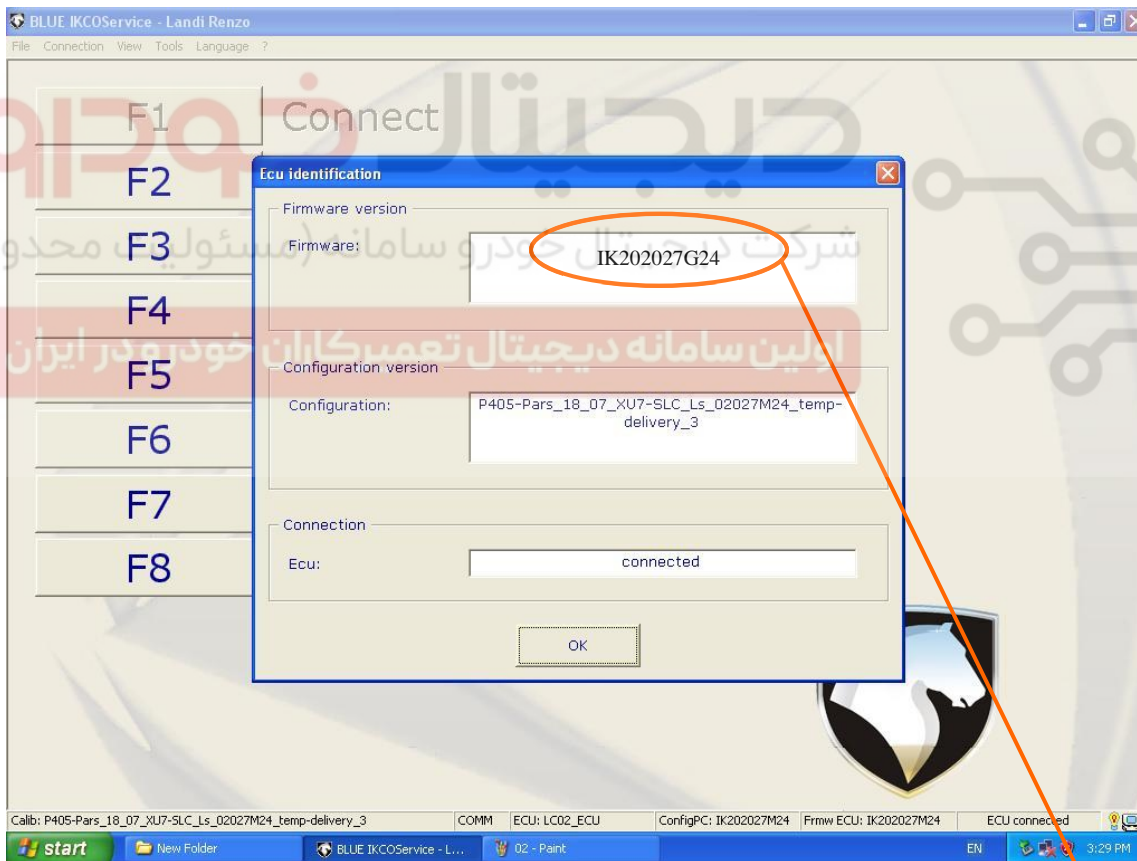 BLUE IKCOService - Landi Renzo
File Connection View Tools Language ?
F1 Connect
دیجیتال خودرو
F2
Ecu identification
Firmware version
F3
Firmware:
IK202027G24
شرکت دیجیتال خودرو سامانه (مسئولیت محدو
F4
اولین سامانه دیجیتال تعمیرکاران خودرو در ایران
F5
Configuration version
Configuration:
P405-Pars_18_07_XU7-SLC_Ls_02027M24_temp-
delivery_3
F6
F7
Connection
F8
Ecu:
connected
OK
Calib: P405-Pars_18_07_XU7-SLC_Ls_02027M24_temp-delivery_3 COMM ECU: LC02_ECU ConfigPC: IK202027M24 Frmw ECU: IK202027M24 ECU connected
start New Folder BLUE IKCOService - L... 02 - Paint EN 3:29 PM